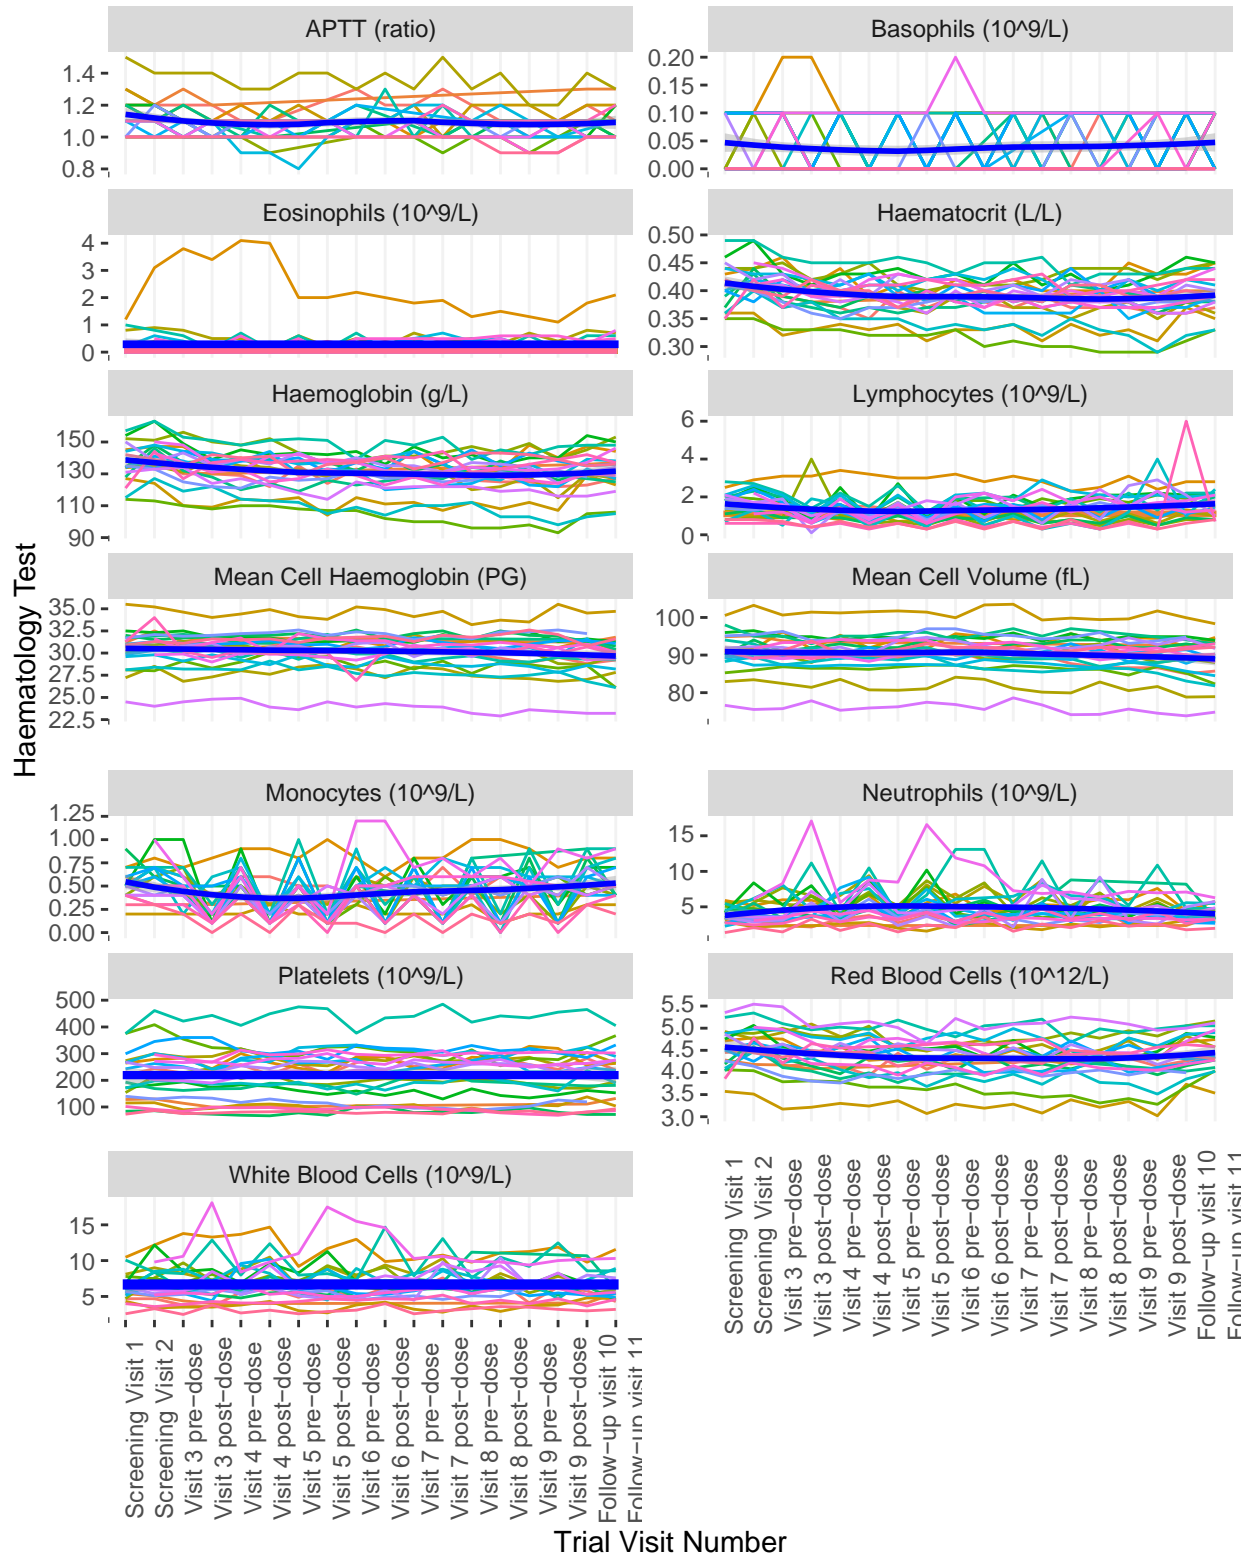 APTT (ratio)
1.4
1.2
1.0
0.8
Basophils (10^9/L)
0.20
0.15
0.10
0.05
0.00
Eosinophils (10^9/L)
4
3
2
1
0
Haematocrit (L/L)
0.50
0.45
0.40
0.35
0.30
Haemoglobin (g/L)
150
130
110
90
Lymphocytes (10^9/L)
6
4
2
0
Haematology Test
Mean Cell Haemoglobin (PG)
35.0
32.5
30.0
27.5
25.0
22.5
Mean Cell Volume (fL)
100
90
80
Monocytes (10^9/L)
1.25
1.00
0.75
0.50
0.25
0.00
Neutrophils (10^9/L)
15
10
5
Platelets (10^9/L)
500
400
300
200
100
Red Blood Cells (10^12/L)
5.5
5.0
4.5
4.0
3.5
3.0
Screening Visit 1
Screening Visit 2
Visit 3 pre−dose
Visit 3 post−dose
Visit 4 pre−dose
Visit 4 post−dose
Visit 5 pre−dose
Visit 5 post−dose
Visit 6 pre−dose
Visit 6 post−dose
Visit 7 pre−dose
Visit 7 post−dose
Visit 8 pre−dose
Visit 8 post−dose
Visit 9 pre−dose
Visit 9 post−dose
Follow−up visit 10
Follow−up visit 11
White Blood Cells (10^9/L)
15
10
5
Screening Visit 1
Screening Visit 2
Visit 3 pre−dose
Visit 3 post−dose
Visit 4 pre−dose
Visit 4 post−dose
Visit 5 pre−dose
Visit 5 post−dose
Visit 6 pre−dose
Visit 6 post−dose
Visit 7 pre−dose
Visit 7 post−dose
Visit 8 pre−dose
Visit 8 post−dose
Visit 9 pre−dose
Visit 9 post−dose
Follow−up visit 10
Follow−up visit 11
Trial Visit Number